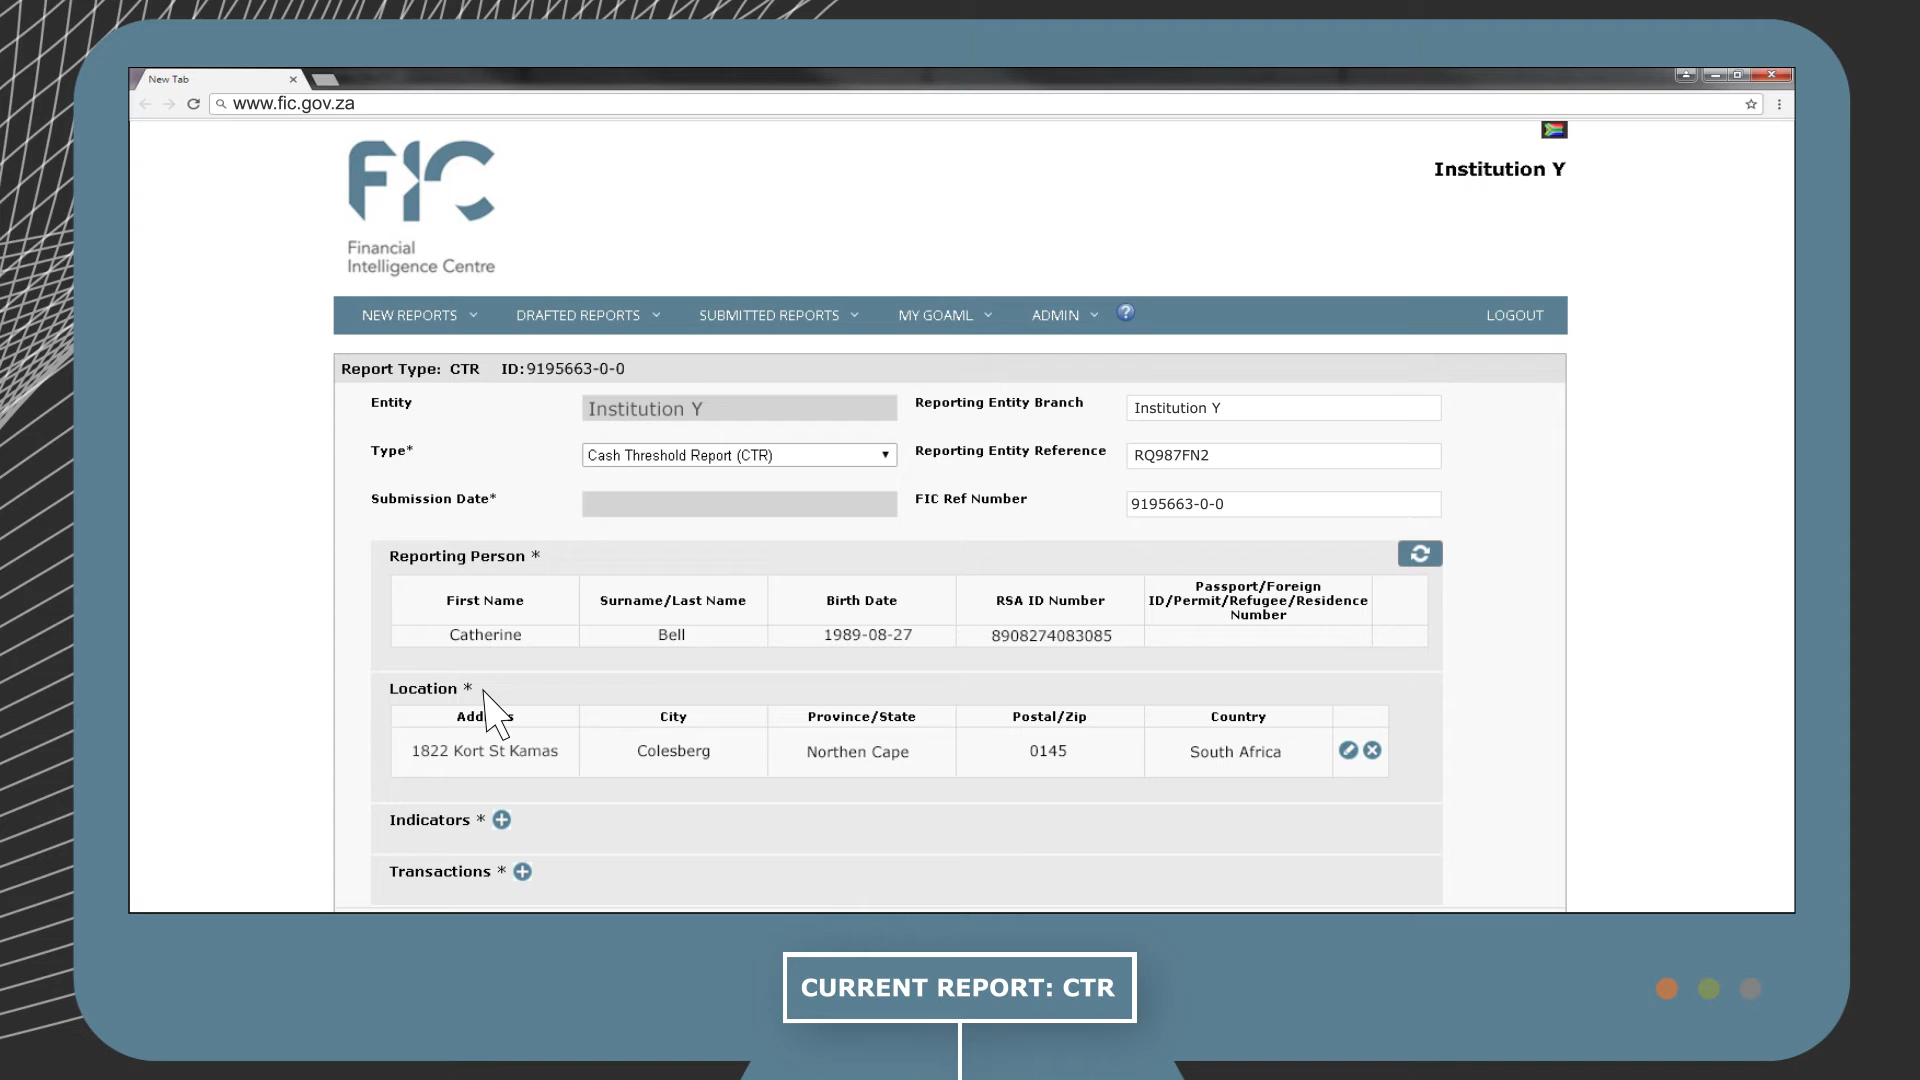 New Tab
www.fic.gov.za
FIC
Financial
Intelligence Centre
Institution Y
NEW REPORTS DRAFTED REPORTS SUBMITTED REPORTS MY GOAML ADMIN ? LOGOUT
Report Type: CTR ID:9195663-0-0
Entity Institution Y Reporting Entity Branch Institution Y
Type* Cash Threshold Report (CTR) Reporting Entity Reference RQ987FN2
Submission Date* FIC Ref Number 9195663-0-0
Reporting Person *
First Name Surname/Last Name Birth Date RSA ID Number Passport/Foreign ID/Permit/Refugee/Residence Number
Catherine Bell 1989-08-27 8908274083085
Location *
City Province/State Postal/Zip Country
1822 Kort St Kamas Colesberg Northen Cape 0145 South Africa
Indicators *
Transactions *
CURRENT REPORT: CTR